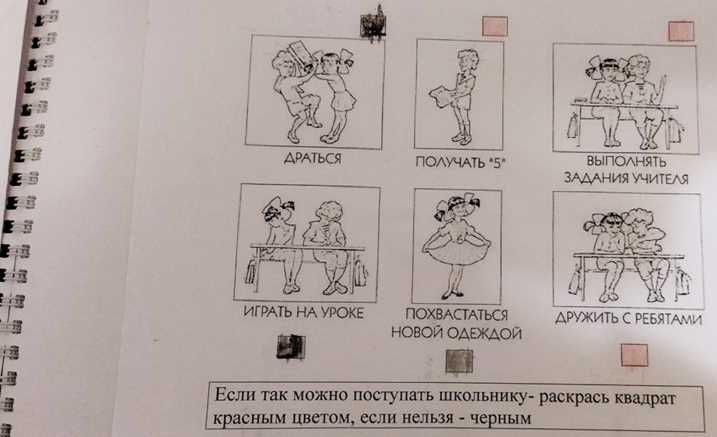 ДРАТЬСЯ
ПОЛУЧАТЬ "5"
ВЫПОЛНЯТЬ
ЗАДАНИЯ УЧИТЕЛЯ
ИГРАТЬ НА УРОКЕ
ПОХВАСТАТЬСЯ
НОВОЙ ОДЕЖДОЙ
ДРУЖИТЬ С РЕБЯТАМИ
Если так можно поступать школьнику- раскрась квадрат
красным цветом, если нельзя - черным